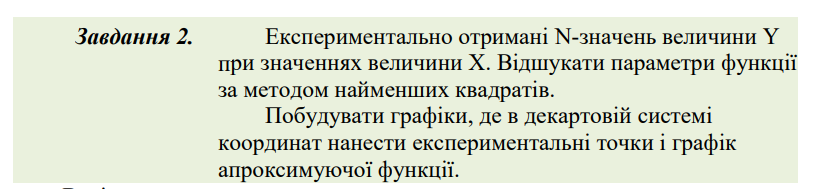 Завдання 2. Експериментально отримані N-значень величини Y
при значеннях величини X. Відшукати параметри функції
за методом найменших квадратів.
Побудувати графіки, де в декартовій системі
координат нанести експериментальні точки і графік
апроксимуючої функції.